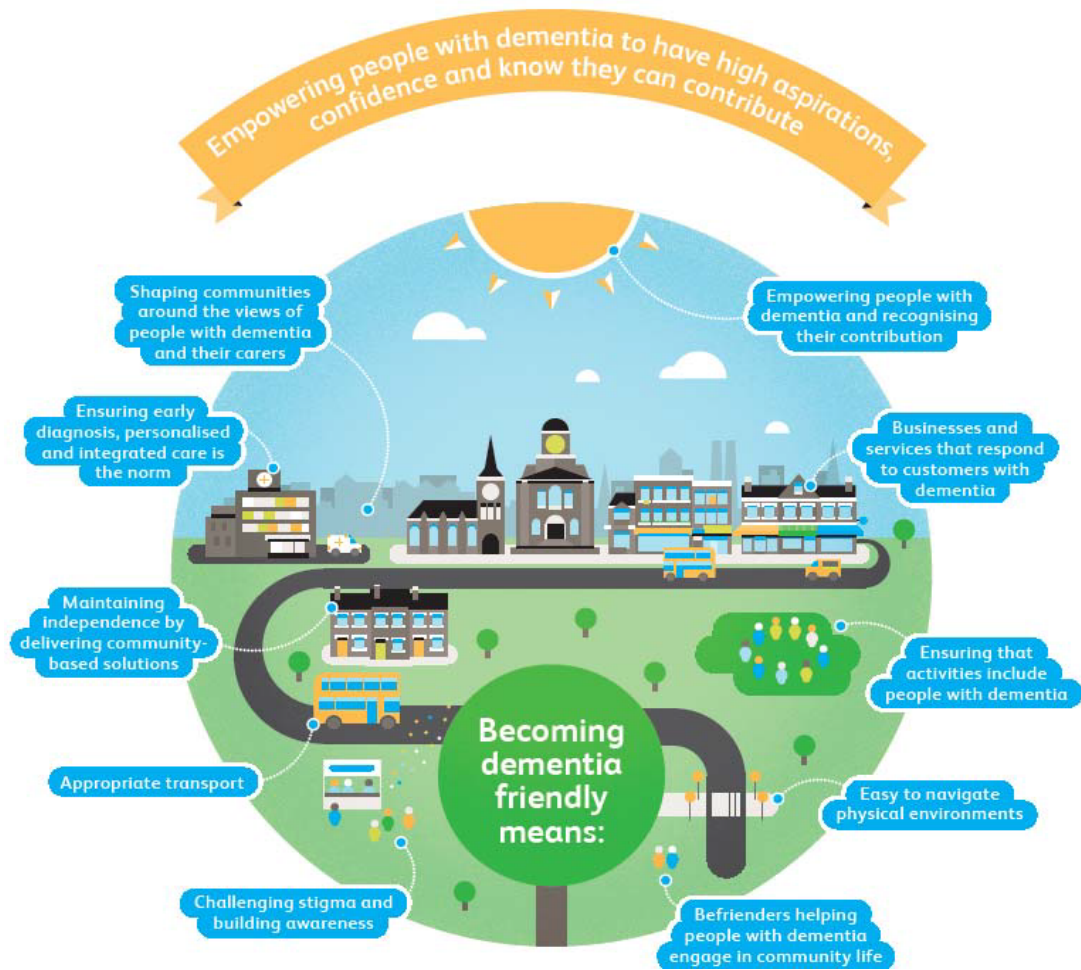 Empowering people with dementia to have high aspirations,
confidence and know they can contribute
Shaping communities
around the views of
people with dementia
and their carers
Empowering people with
dementia and recognising
their contribution
Ensuring early
diagnosis, personalised
and integrated care is
the norm
Businesses and
services that respond
to customers with
dementia
Maintaining
independence by
delivering community-
based solutions
Ensuring that
activities include
people with dementia
Becoming
dementia
friendly
means:
Appropriate transport
Easy to navigate
physical environments
Challenging stigma and
building awareness
Befrienders helping
people with dementia
engage in community life